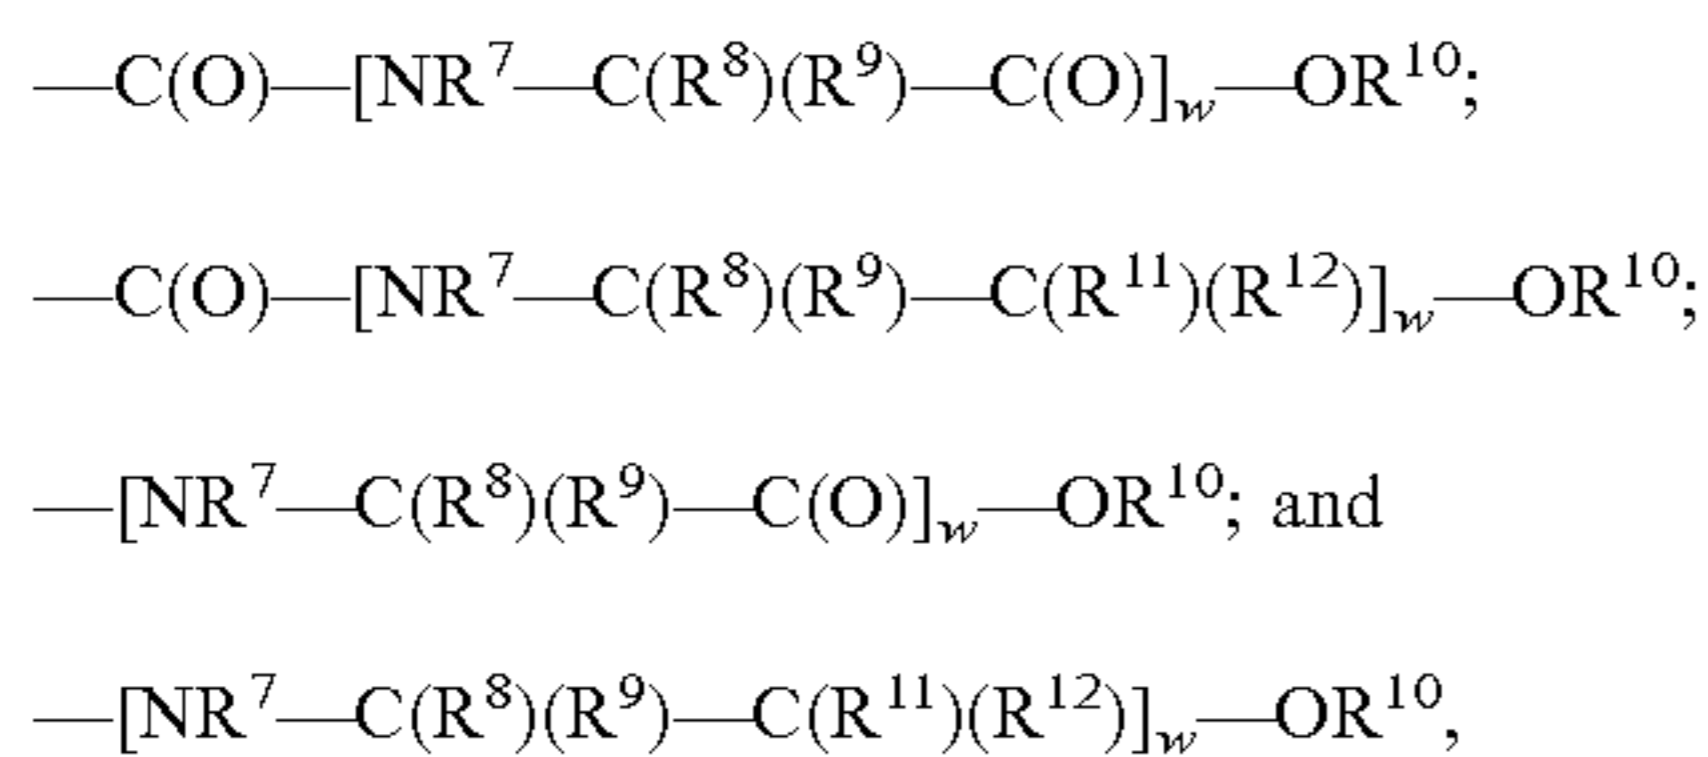 —C(O)—[NR⁷—C(R⁸)(R⁹)—C(O)]w—OR¹⁰;
—C(O)—[NR⁷—C(R⁸)(R⁹)—C(R¹¹)(R¹²)]w—OR¹⁰;
—[NR⁷—C(R⁸)(R⁹)—C(O)]w—OR¹⁰; and
—[NR⁷—C(R⁸)(R⁹)—C(R¹¹)(R¹²)]w—OR¹⁰,